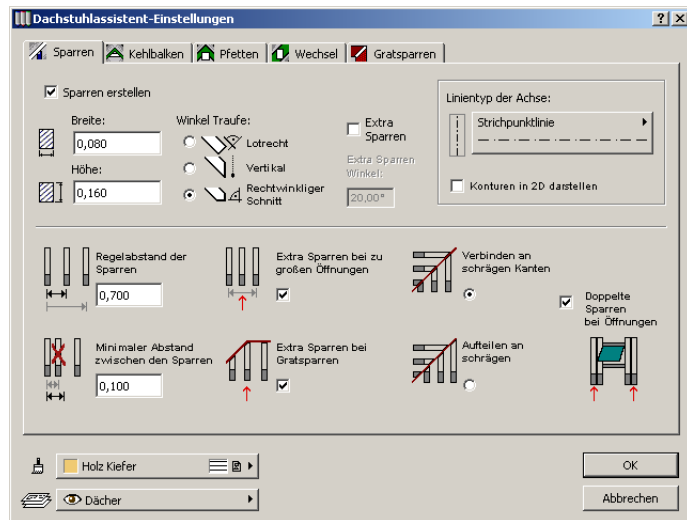 Dachstuhlassistent-Einstellungen
Sparren Kehlbalken Pfetten Wechsel Gratsparren
Sparren erstellen
Breite:
0,080
Höhe:
0,160
Winkel Traufe:
Lotrecht
Vertikal
Rechtwinkliger
Schnitt
Extra
Sparren
Extra Sparren
Winkel:
20,00°
Linientyp der Achse:
Strichpunktlinie
Konturen in 2D darstellen
Regelabstand der
Sparren
0,700
Extra Sparren bei zu
großen Öffnungen
Verbinden an
schrägen Kanten
Doppelte
Sparren
bei Öffnungen
Minimaler Abstand
zwischen den Sparren
0,100
Extra Sparren bei
Gratsparren
Aufteilen an
schrägen
Holz Kiefer
Dächer
OK
Abbrechen